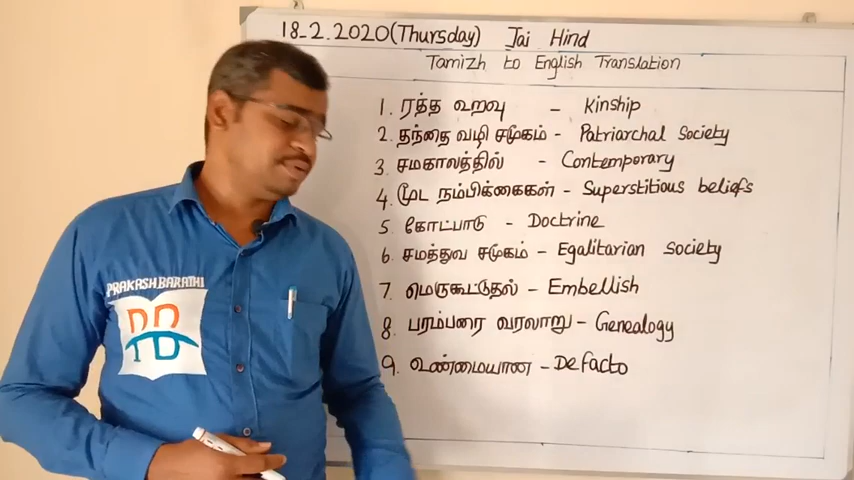 18-2.2020(Thursday) Jai Hind
Tamizh to English Translation
1. ரத்த உறவு - Kinship
2. தந்தை வழி சமூகம் - Patriarchal Society
3. சமகாலத்தில் - Contemporary
4. மூட நம்பிக்கைகள் - Superstitious beliefs
5. கோட்பாடு - Doctrine
6. சமத்துவ சமூகம் - Egalitarian society
7. மெருகூட்டுதல் - Embellish
8. பரம்பரை வரலாறு - Genealogy
9. உண்மையான - Defacto
PRAKASH BARATHI